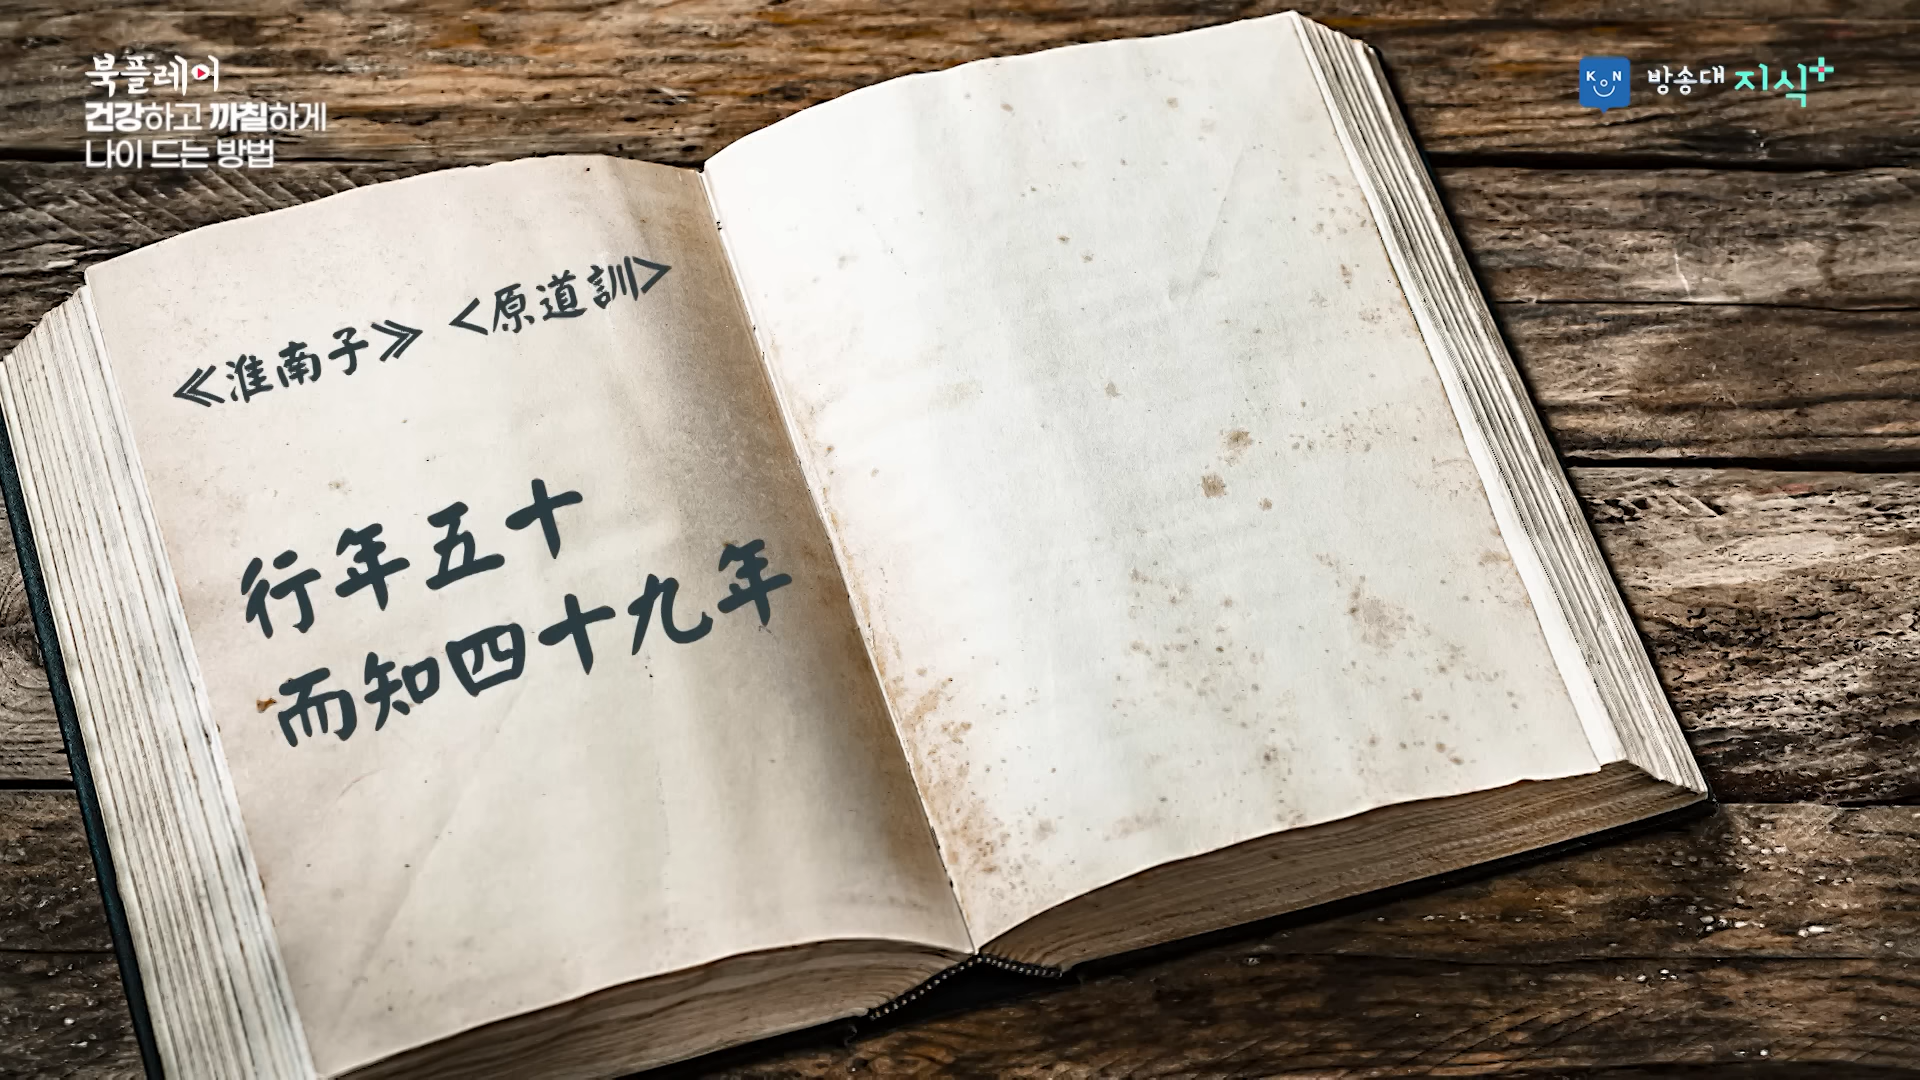 북플레이
건강하고 까칠하게
나이 드는 방법
KON
방송대 지식+
≪淮南子≫ <原道訓>
行年五十
而知四十九年